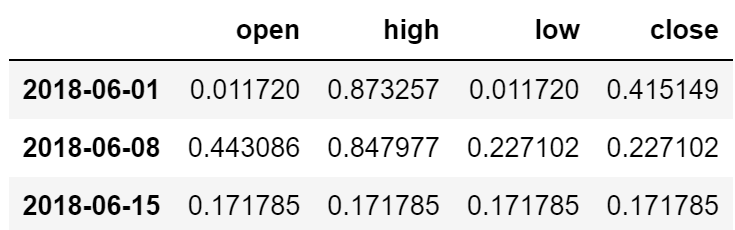 open high low close
2018-06-01 0.011720 0.873257 0.011720 0.415149
2018-06-08 0.443086 0.847977 0.227102 0.227102
2018-06-15 0.171785 0.171785 0.171785 0.171785